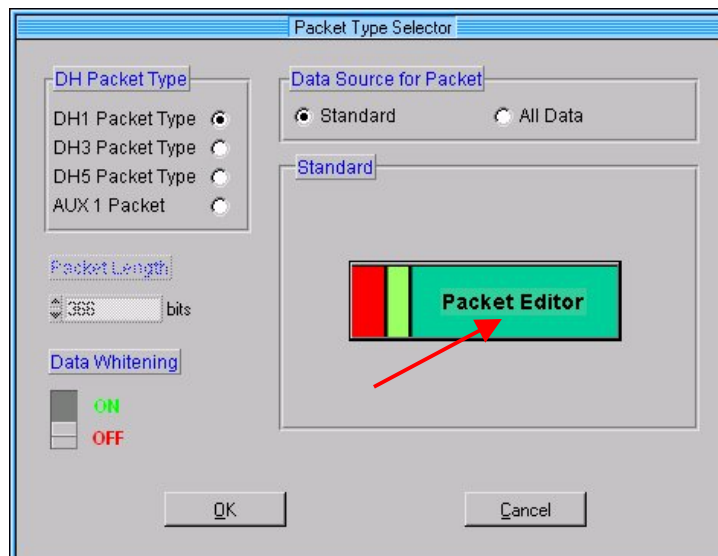 Packet Type Selector
DH Packet Type
DH1 Packet Type
DH3 Packet Type
DH5 Packet Type
AUX 1 Packet
Data Source for Packet
Standard
All Data
Standard
Packet Editor
Packet Length
366 bits
Data Whitening
ON
OFF
OK
Cancel